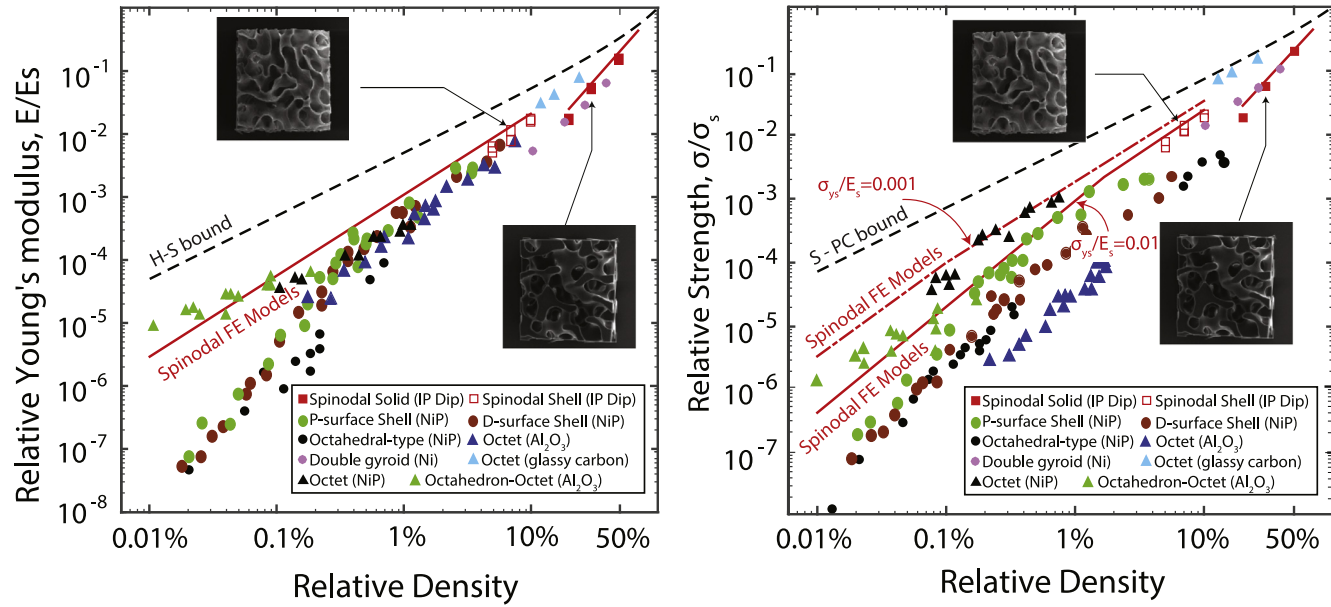 Relative Young's modulus, E/Es
10⁻¹
10⁻²
10⁻³
10⁻⁴
10⁻⁵
10⁻⁶
10⁻⁷
10⁻⁸
H-S bound
Spinodal FE Models
Spinodal Solid (IP Dip) Spinodal Shell (IP Dip)
P-surface Shell (NiP) D-surface Shell (NiP)
Octahedral-type (NiP) Octet (Al₂O₃)
Double gyroid (Ni) Octet (glassy carbon)
Octet (NiP) Octahedron-Octet (Al₂O₃)
0.01% 0.1% 1% 10% 50%
Relative Density
Relative Strength, σ/σₛ
10⁻¹
10⁻²
10⁻³
10⁻⁴
10⁻⁵
10⁻⁶
10⁻⁷
σys/Es=0.001
S - PC bound
σys/Es=0.01
Spinodal FE Models
Spinodal FE Models
Spinodal Solid (IP Dip) Spinodal Shell (IP Dip)
P-surface Shell (NiP) D-surface Shell (NiP)
Octahedral-type (NiP) Octet (Al₂O₃)
Double gyroid (Ni) Octet (glassy carbon)
Octet (NiP) Octahedron-Octet (Al₂O₃)
0.01% 0.1% 1% 10% 50%
Relative Density